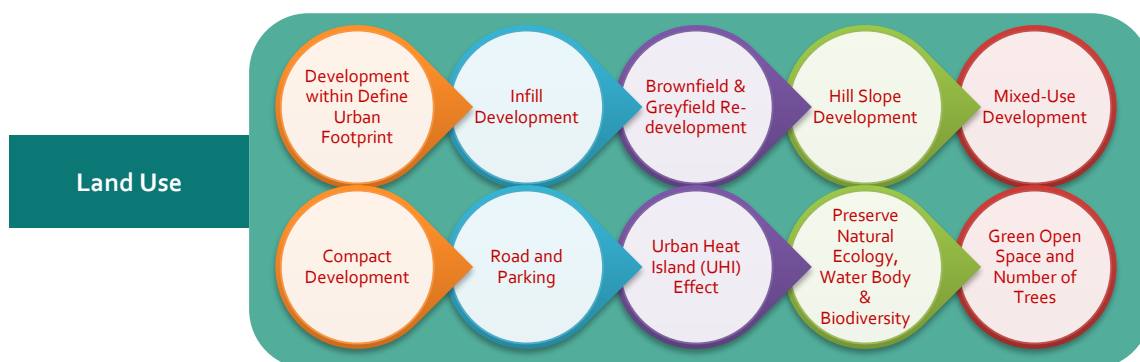 Land Use
Development
within Define
Urban
Footprint
Infill
Development
Brownfield &
Greyfield Re-
development
Hill Slope
Development
Mixed-Use
Development
Compact
Development
Road and
Parking
Urban Heat
Island (UHI)
Effect
Preserve
Natural
Ecology,
Water Body
&
Biodiversity
Green Open
Space and
Number of
Trees